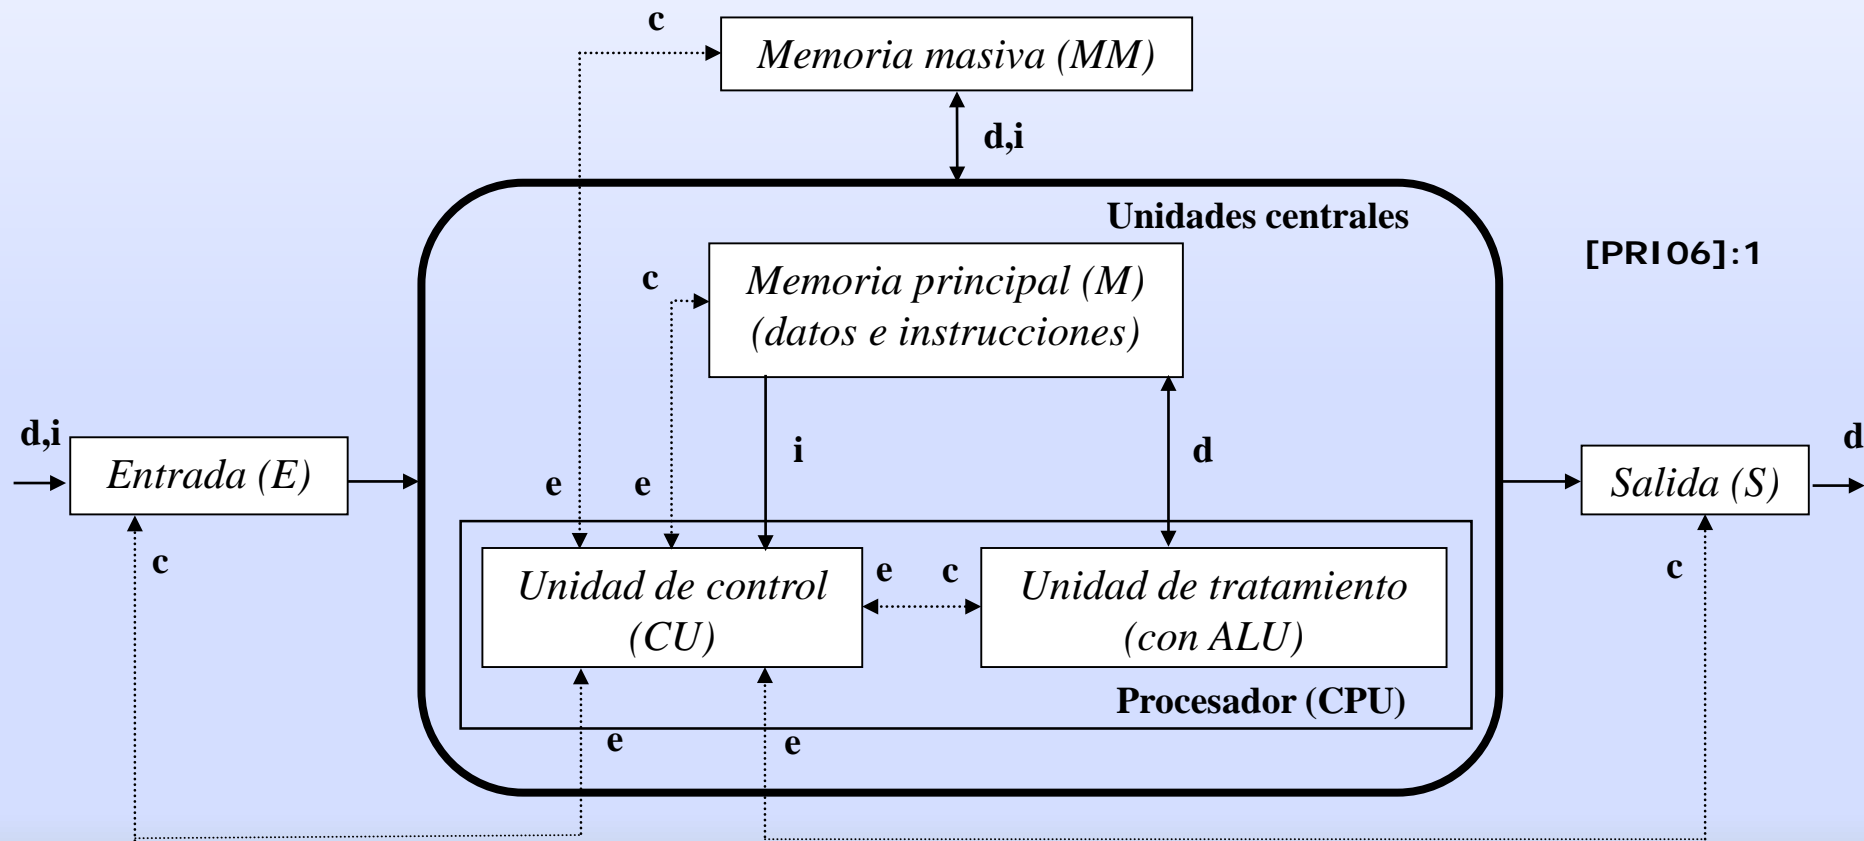 c
Memoria masiva (MM)
d,i
Unidades centrales
[PRI06]:1
c
Memoria principal (M)
(datos e instrucciones)
d,i
Entrada (E)
e
e
i
d
Salida (S)
d
c
Unidad de control
(CU)
e
c
Unidad de tratamiento
(con ALU)
c
Procesador (CPU)
e
e